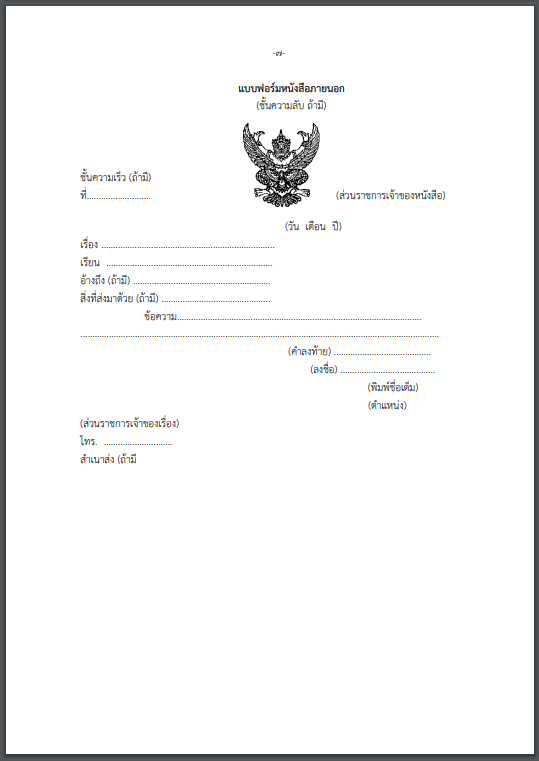 -๗-
แบบฟอร์มหนังสือภายนอก
(ชั้นความลับ ถ้ามี)
ชั้นความเร็ว (ถ้ามี)
ที่........................... (ส่วนราชการเจ้าของหนังสือ)
(วัน เดือน ปี)
เรื่อง .........................................................................
เรียน ......................................................................
อ้างถึง (ถ้ามี) ..........................................................
สิ่งที่ส่งมาด้วย (ถ้ามี) ..............................................
ข้อความ.......................................................................................................
.......................................................................................................................................................
(คำลงท้าย) .........................................
(ลงชื่อ) ........................................
(พิมพ์ชื่อเต็ม)
(ตำแหน่ง)
(ส่วนราชการเจ้าของเรื่อง)
โทร. .............................
สำเนาส่ง (ถ้ามี